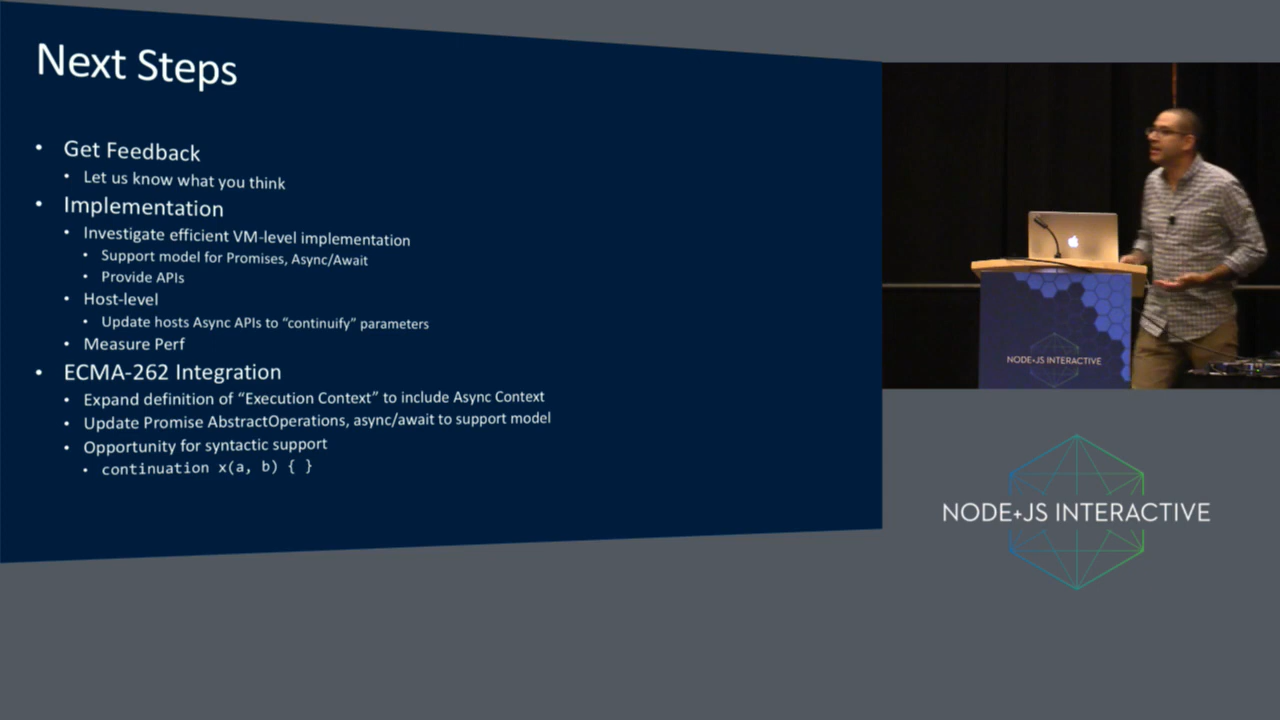 Next Steps
• Get Feedback
• Let us know what you think
• Implementation
• Investigate efficient VM-level implementation
• Support model for Promises, Async/Await
• Provide APIs
• Host-level
• Update hosts Async APIs to “continuify” parameters
• Measure Perf
• ECMA-262 Integration
• Expand definition of “Execution Context” to include Async Context
• Update Promise AbstractOperations, async/await to support model
• Opportunity for syntactic support
• continuation x(a, b) { }
NODE+JS INTERACTIVE
NODE+JS INTERACTIVE